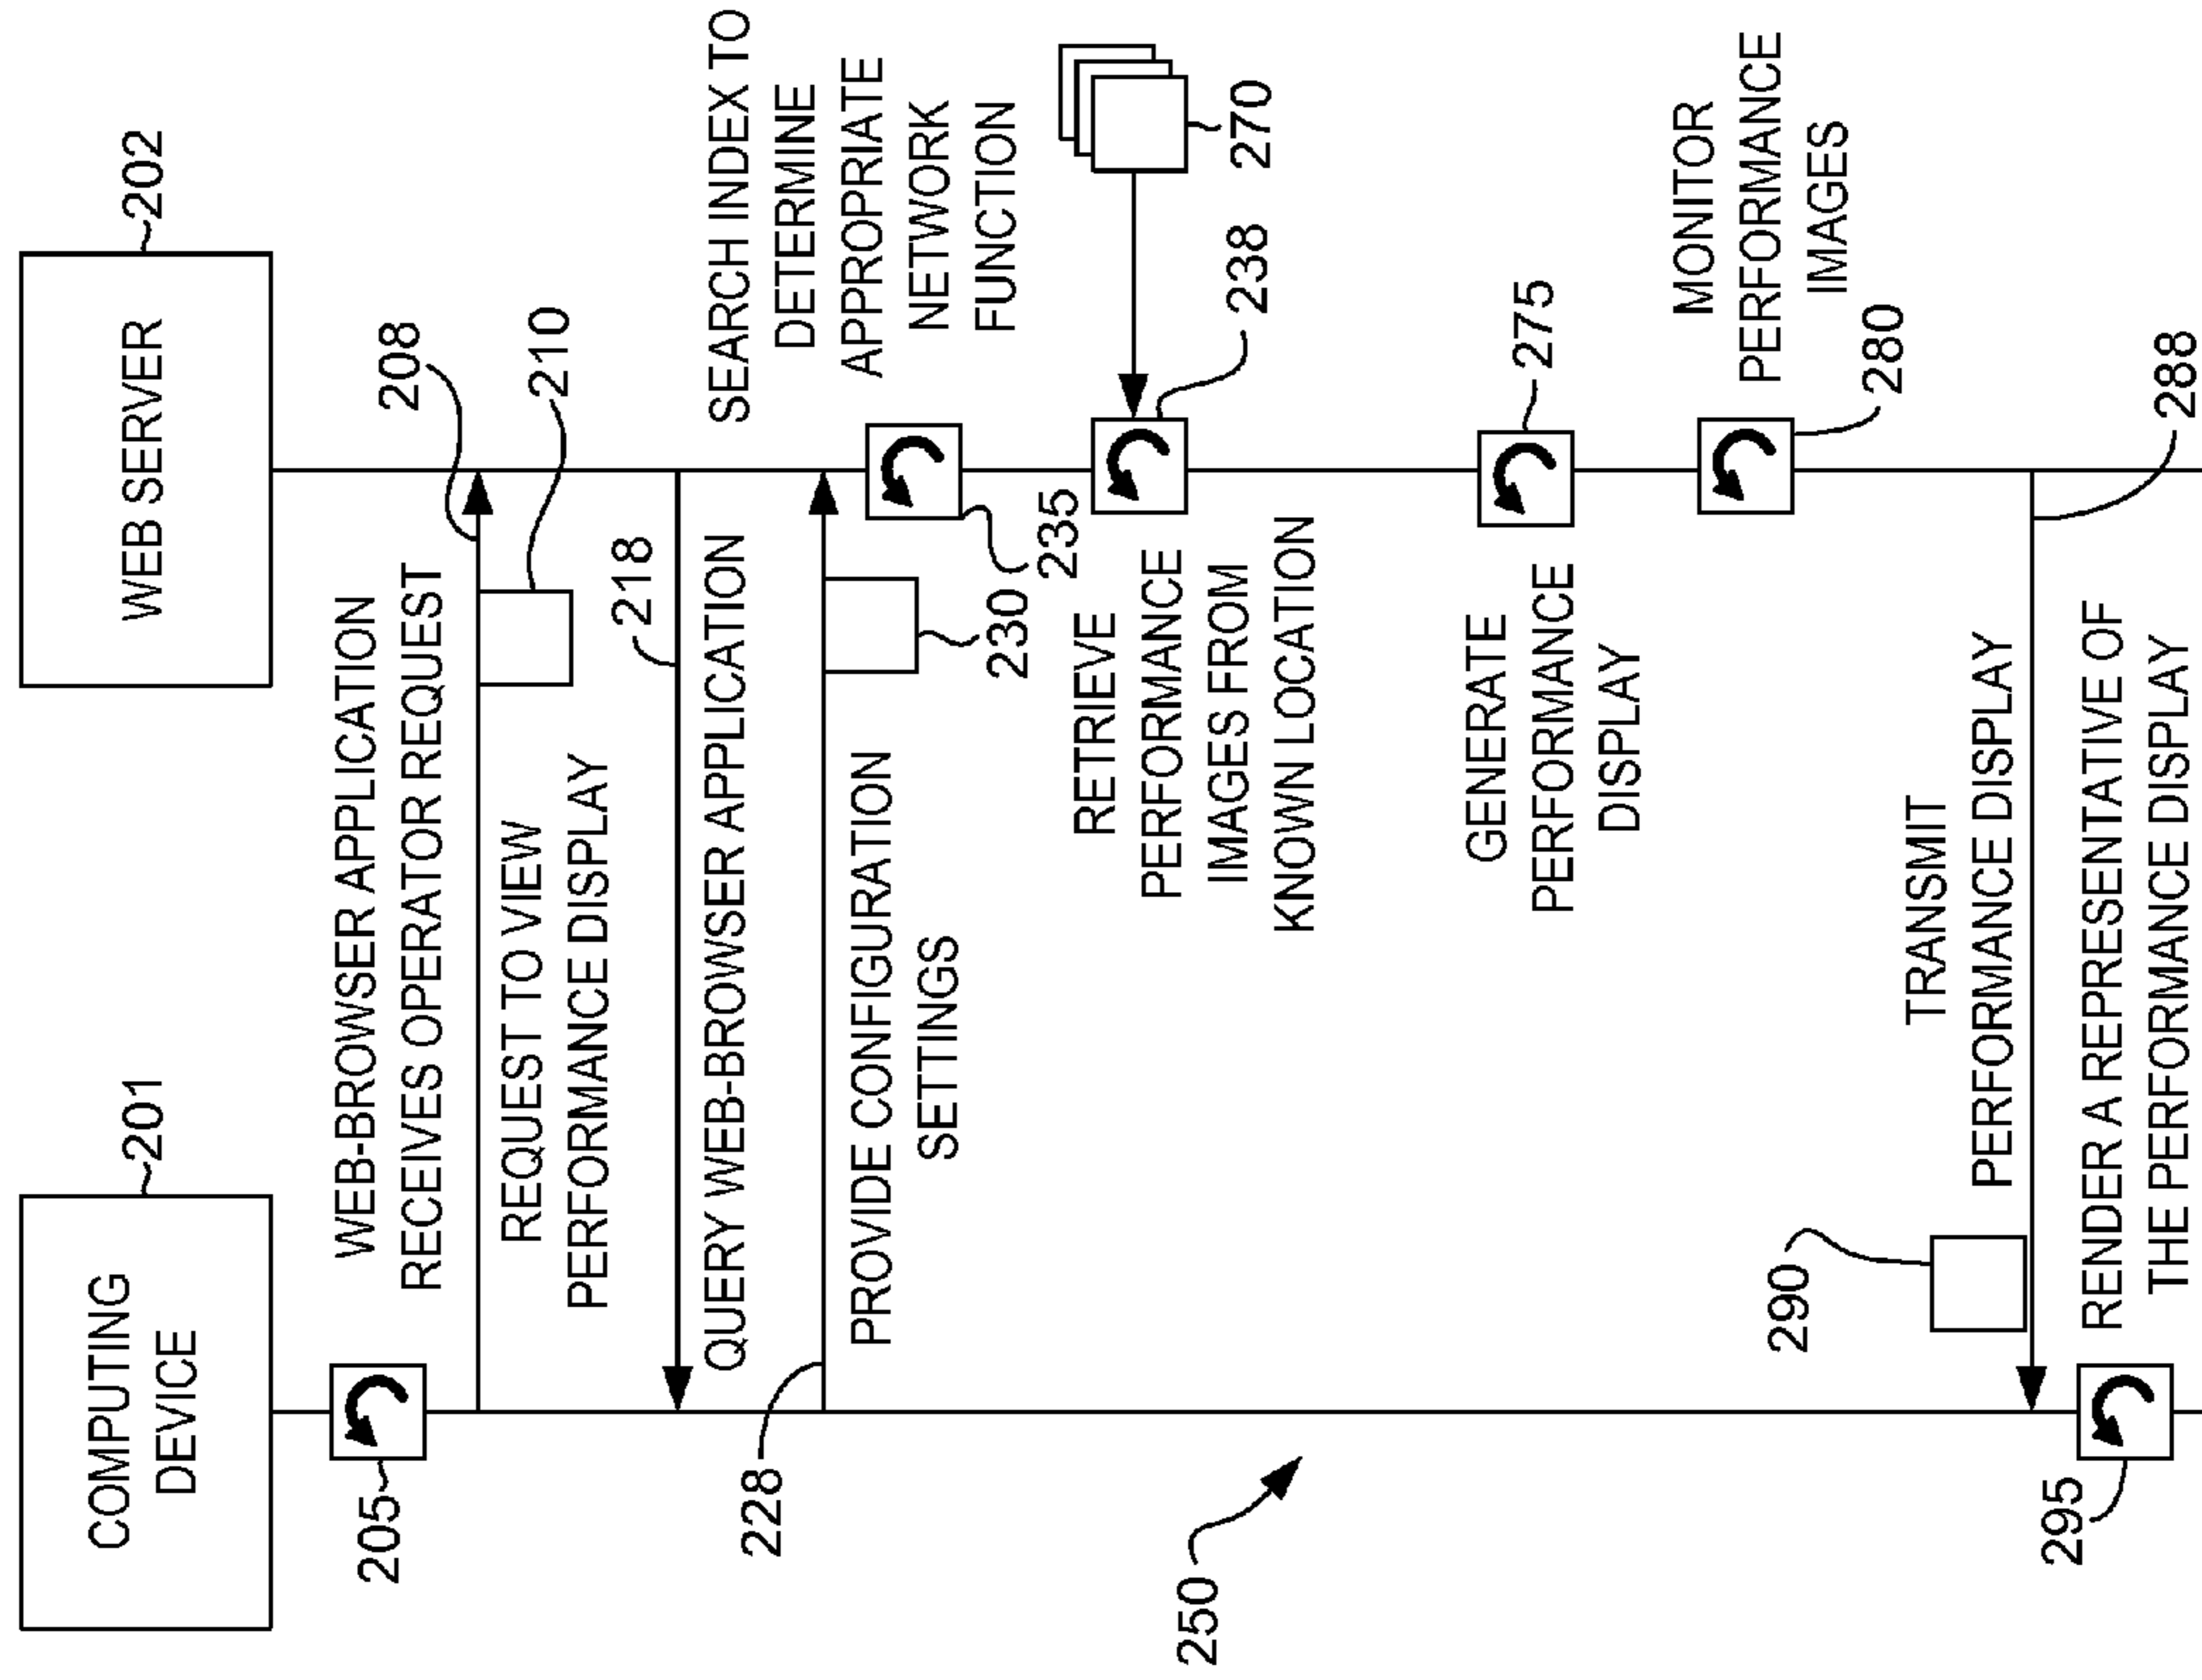 COMPUTING
DEVICE
201
WEB SERVER
202
205
WEB-BROWSER APPLICATION
RECEIVES OPERATOR REQUEST
208
REQUEST TO VIEW
PERFORMANCE DISPLAY
210
218
QUERY WEB-BROWSER APPLICATION
228
PROVIDE CONFIGURATION
SETTINGS
230
SEARCH INDEX TO
DETERMINE
APPROPRIATE
NETWORK
FUNCTION
235
RETRIEVE
PERFORMANCE
IMAGES FROM
KNOWN LOCATION
238
270
250
GENERATE
PERFORMANCE
DISPLAY
275
MONITOR
PERFORMANCE
IMAGES
280
TRANSMIT
PERFORMANCE DISPLAY
288
290
RENDER A REPRESENTATIVE OF
THE PERFORMANCE DISPLAY
295